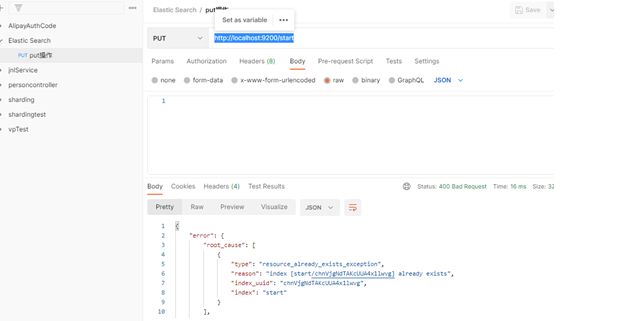 Elastic Search / put操作
Set as variable
Save
AlipayAuthCode
Elastic Search
PUT put操作
jnlService
personcontroller
sharding
shardingtest
vpTest
PUT
http://localhost:9200/start
Params Authorization Headers (8) Body Pre-request Script Tests Settings
none form-data x-www-form-urlencoded raw binary GraphQL JSON
1
Body Cookies Headers (4) Test Results Status: 400 Bad Request Time: 16 ms Size: 32
Pretty Raw Preview Visualize JSON
1 {
2 "error": {
3 "root_cause": [
4 {
5 "type": "resource_already_exists_exception",
6 "reason": "index [start/chnVjgNdTAKcUUA4x1lwvg] already exists",
7 "index_uuid": "chnVjgNdTAKcUUA4x1lwvg",
8 "index": "start"
9 }
10 ],